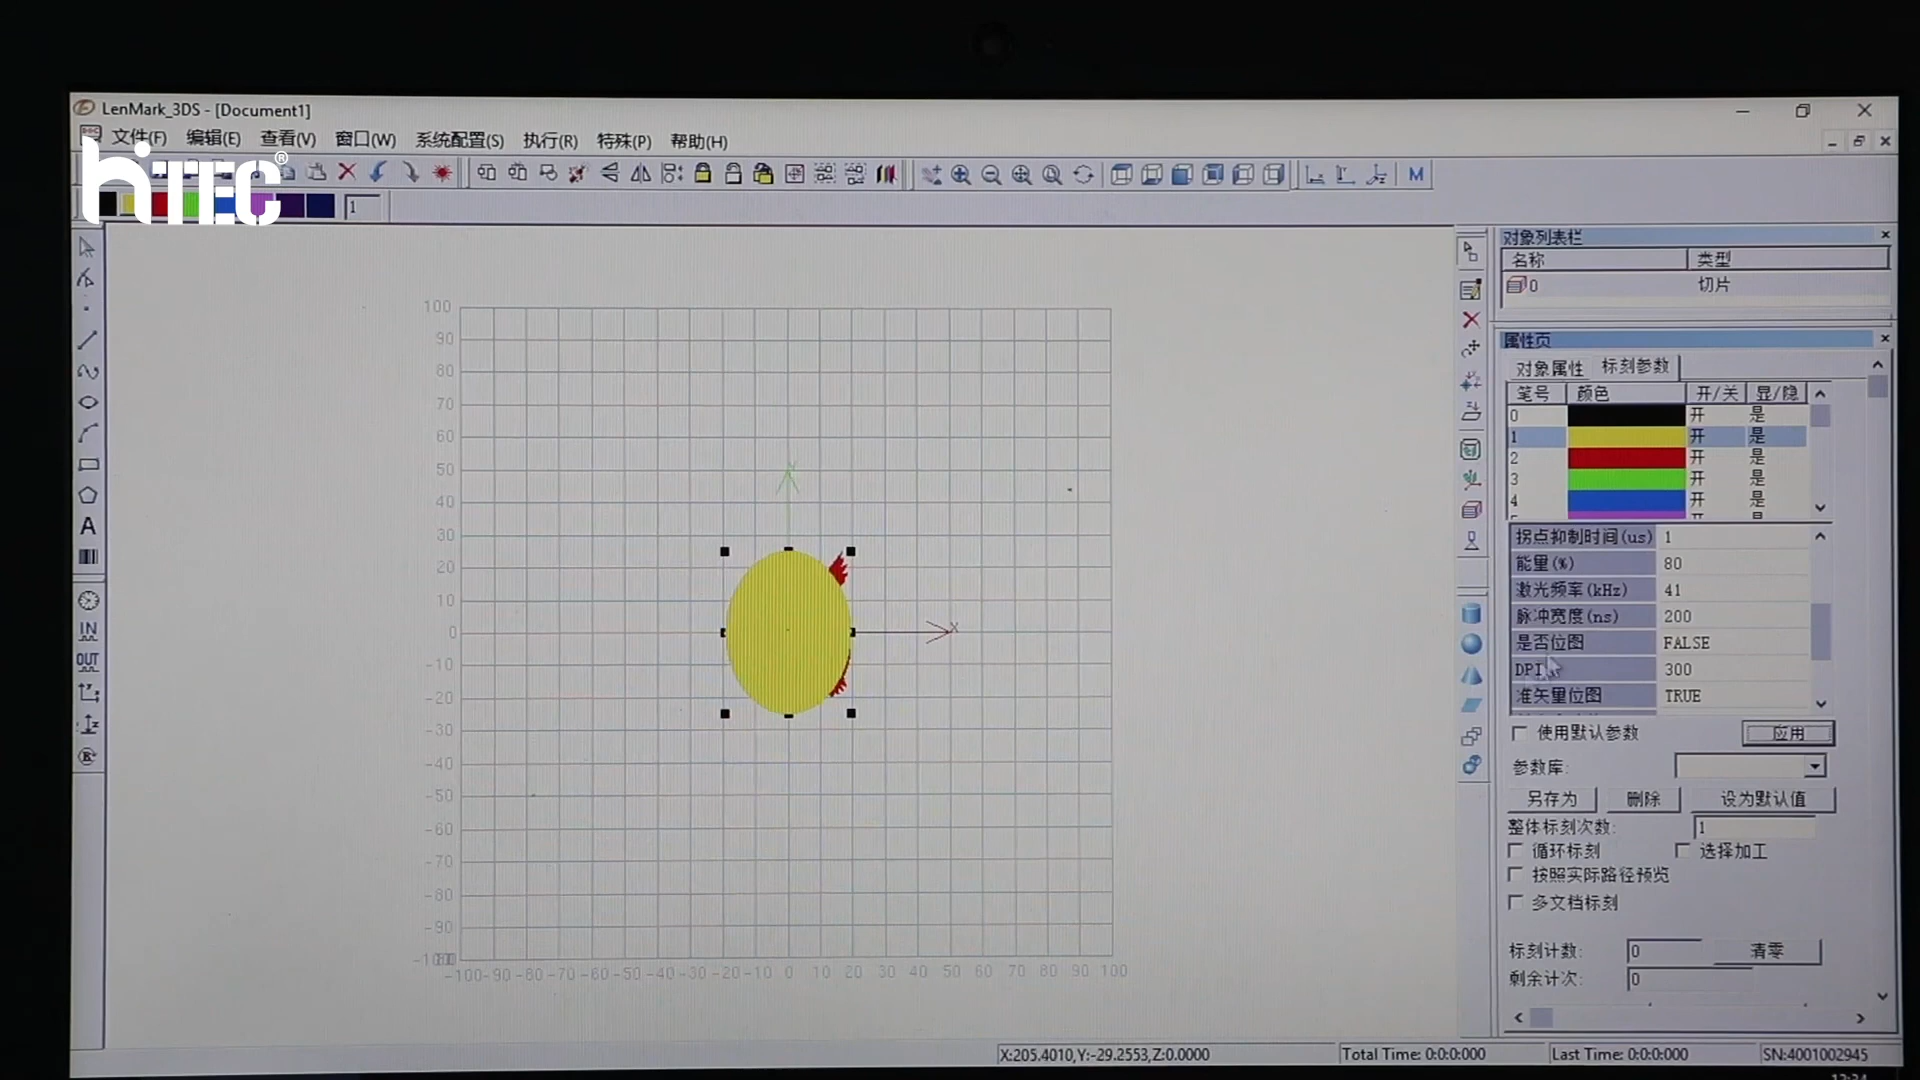 LenMark_3DS - [Document1]
文件(F) 编辑(E) 查看(V) 窗口(W) 系统配置(S) 执行(R) 特殊(P) 帮助(H)
hiTEC®
M
1
A
IN
OUT
100
90
80
70
60
50
40
30
20
10
0
-10
-20
-30
-40
-50
-60
-70
-80
-90
-100 -90 -80 -70 -60 -50 -40 -30 -20 -10 0 10 20 30 40 50 60 70 80 90 100
X
对象列表栏
名称 类型
0 切片
属性页
对象属性 标刻参数
笔号 颜色 开/关 显/隐
0 开 是
1 开 是
2 开 是
3 开 是
4 开 是
拐点抑制时间(us) 1
能量(%) 80
激光频率(kHz) 41
脉冲宽度(ns) 200
是否位图 FALSE
DPI 300
准矢量位图 TRUE
使用默认参数 应用
参数库:
另存为 删除 设为默认值
整体标刻次数: 1
循环标刻 选择加工
按照实际路径预览
多文档标刻
标刻计数: 0 清零
剩余计次: 0
X:205.4010,Y:-29.2553,Z:0.0000 Total Time: 0:0:0:000 Last Time: 0:0:0:000 SN:4001002945